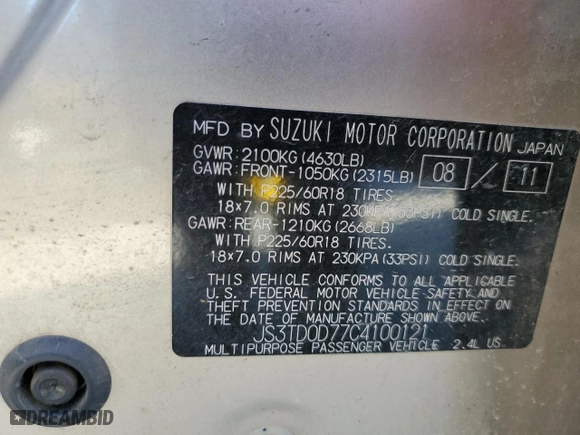 MFD BY SUZUKI MOTOR CORPORATION JAPAN
GVWR: 2100KG (4630LB)
GAWR: FRONT-1050KG (2315LB) 08 / 11
WITH P225/60R18 TIRES.
18×7.0 RIMS AT 230KPA (33PSI) COLD SINGLE.
GAWR: REAR-1210KG (2668LB)
WITH P225/60R18 TIRES.
18×7.0 RIMS AT 230KPA (33PSI) COLD SINGLE.
THIS VEHICLE CONFORMS TO ALL APPLICABLE
U.S. FEDERAL MOTOR VEHICLE SAFETY AND
THEFT PREVENTION STANDARDS IN EFFECT ON
THE DATE OF MANUFACTURE SHOWN ABOVE.
JS3TD0D77C4100121
MULTIPURPOSE PASSENGER VEHICLE 2.4L US
DREAMBID